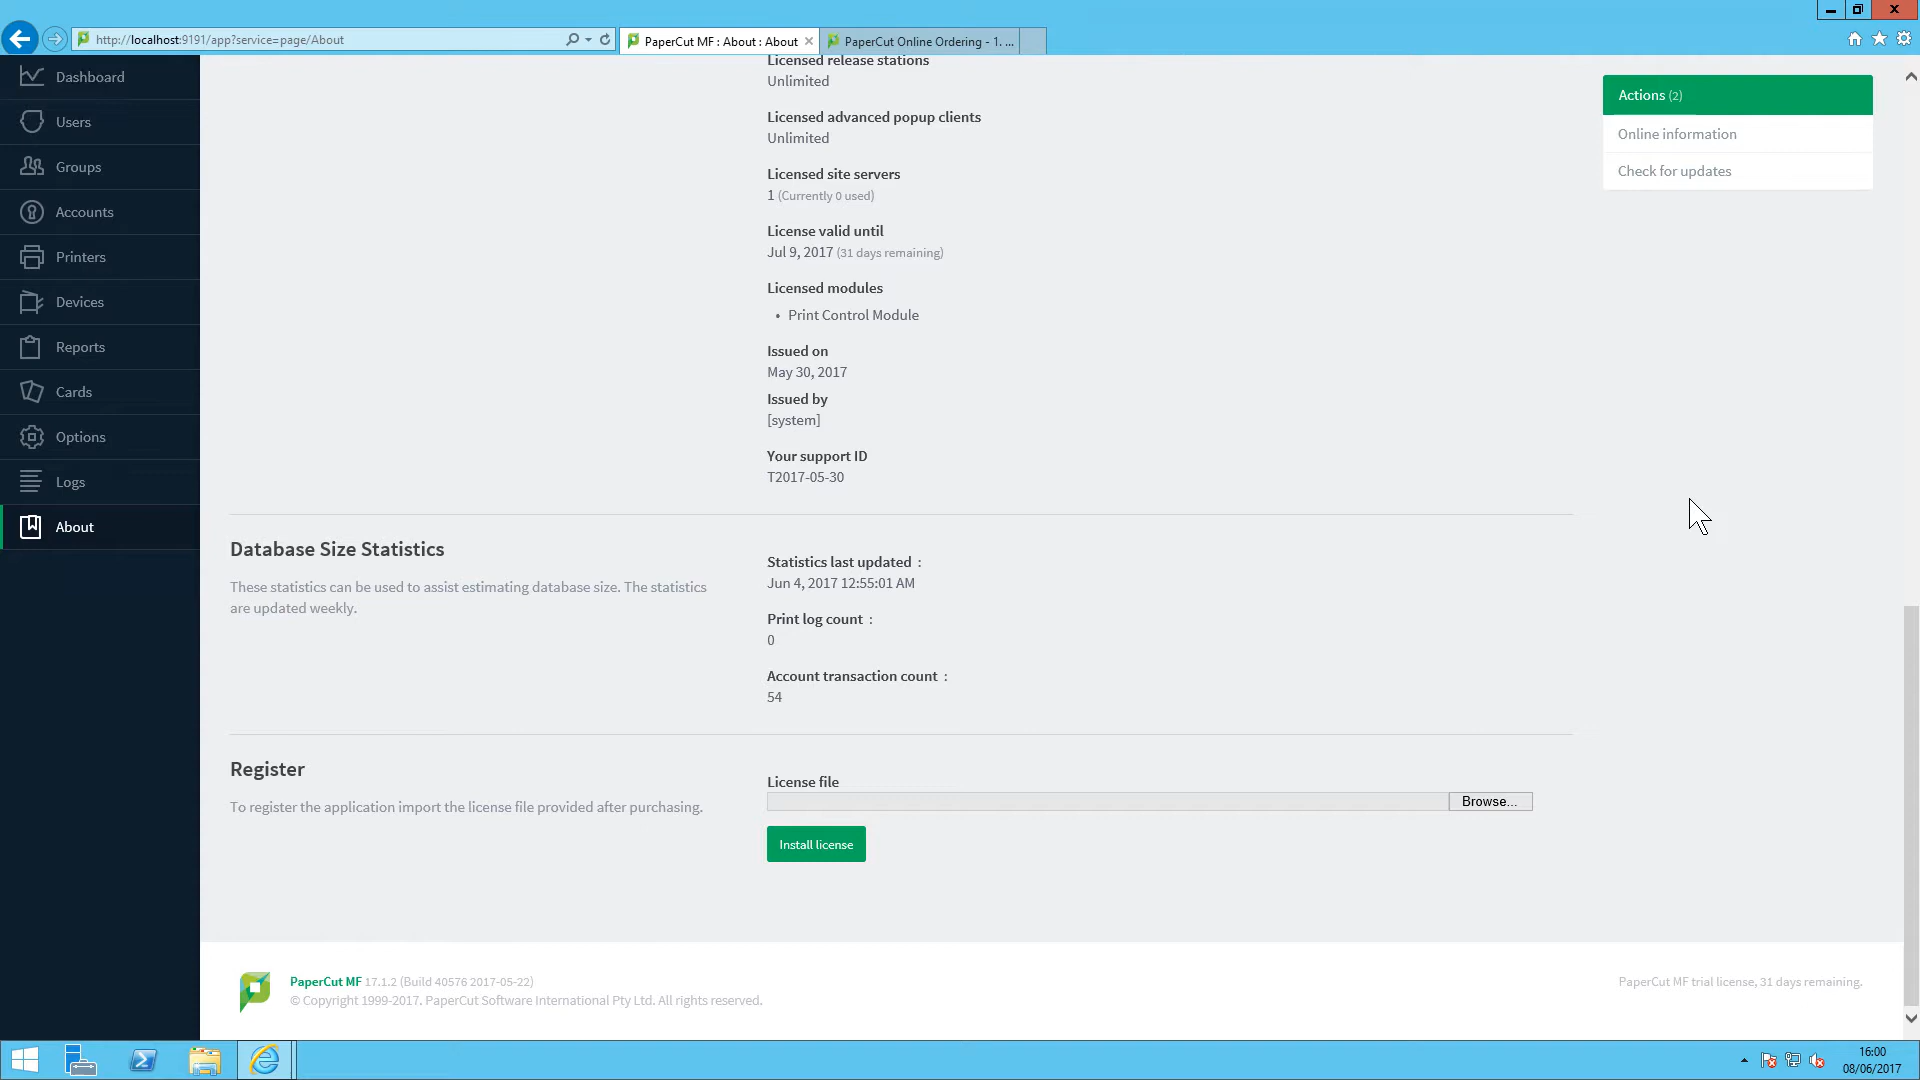 http://localhost:9191/app?service=page/About
PaperCut MF : About : About
PaperCut Online Ordering - 1. ...
Dashboard
Users
Groups
Accounts
Printers
Devices
Reports
Cards
Options
Logs
About
Licensed release stations
Unlimited
Licensed advanced popup clients
Unlimited
Licensed site servers
1 (Currently 0 used)
License valid until
Jul 9, 2017 (31 days remaining)
Licensed modules
• Print Control Module
Issued on
May 30, 2017
Issued by
[system]
Your support ID
T2017-05-30
Actions (2)
Online information
Check for updates
Database Size Statistics
These statistics can be used to assist estimating database size. The statistics
are updated weekly.
Statistics last updated :
Jun 4, 2017 12:55:01 AM
Print log count :
0
Account transaction count :
54
Register
To register the application import the license file provided after purchasing.
License file
Browse...
Install license
PaperCut MF 17.1.2 (Build 40576 2017-05-22)
© Copyright 1999-2017. PaperCut Software International Pty Ltd. All rights reserved.
PaperCut MF trial license, 31 days remaining.
16:00
08/06/2017